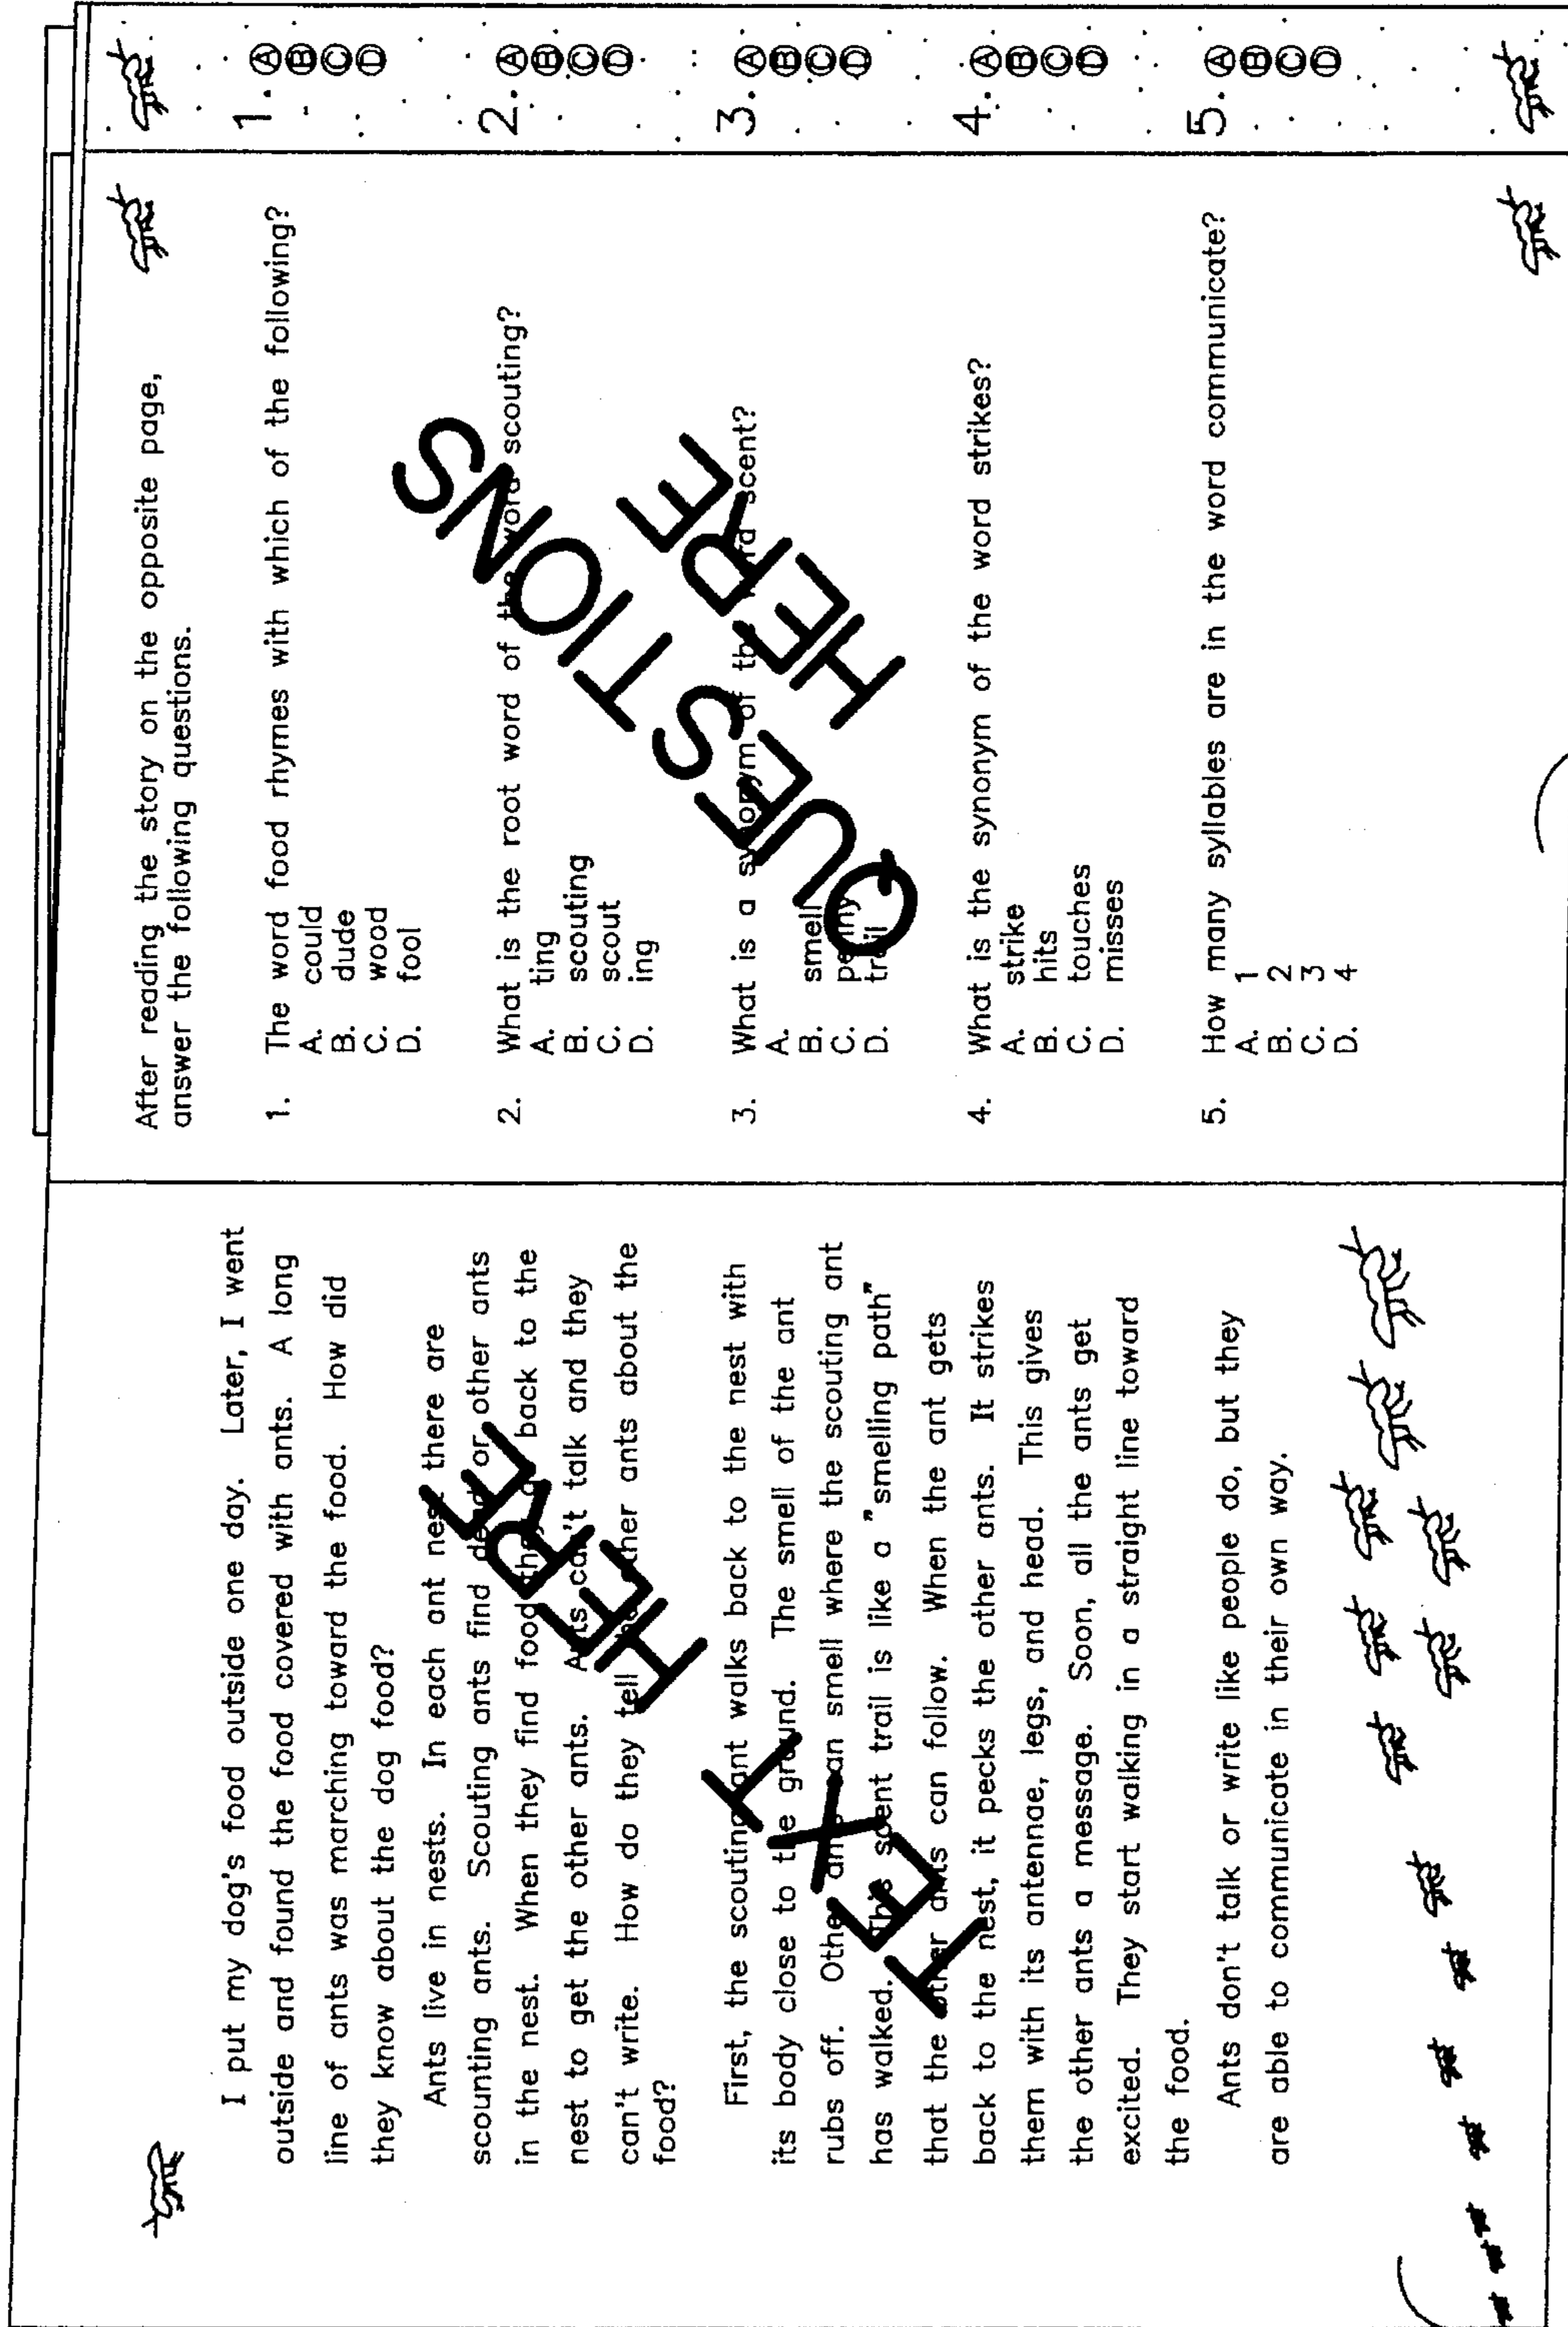 I put my dog's food outside one day. Later, I went
outside and found the food covered with ants. A long
line of ants was marching toward the food. How did
they know about the dog food?
Ants live in nests. In each ant nest there are
scounting ants. Scouting ants find or other ants
in the nest. When they find food back to the
nest to get the other ants. Ants can't talk and they
can't write. How do they tell other ants about the
food?
First, the scouting ant walks back to the nest with
its body close to the ground. The smell of the ant
rubs off. Other can smell where the scouting ant
has walked. This scent trail is like a "smelling path"
that the other ants can follow. When the ant gets
back to the nest, it pecks the other ants. It strikes
them with its antennae, legs, and head. This gives
the other ants a message. Soon, all the ants get
excited. They start walking in a straight line toward
the food.
Ants don't talk or write like people do, but they
are able to communicate in their own way.
TEXT HERE
After reading the story on the opposite page,
answer the following questions.
1. The word food rhymes with which of the following?
A. could
B. dude
C. wood
D. fool
2. What is the root word of the word scouting?
A. ting
B. scouting
C. scout
D. ing
3. What is a synonym of the word scent?
A.
B. smell
C. penny
D. trail
4. What is the synonym of the word strikes?
A. strike
B. hits
C. touches
D. misses
5. How many syllables are in the word communicate?
A. 1
B. 2
C. 3
D. 4
QUESTIONS
HERE
1. A
B
C
D
2. A
B
C
D
3. A
B
C
D
4. A
B
C
D
5. A
B
C
D